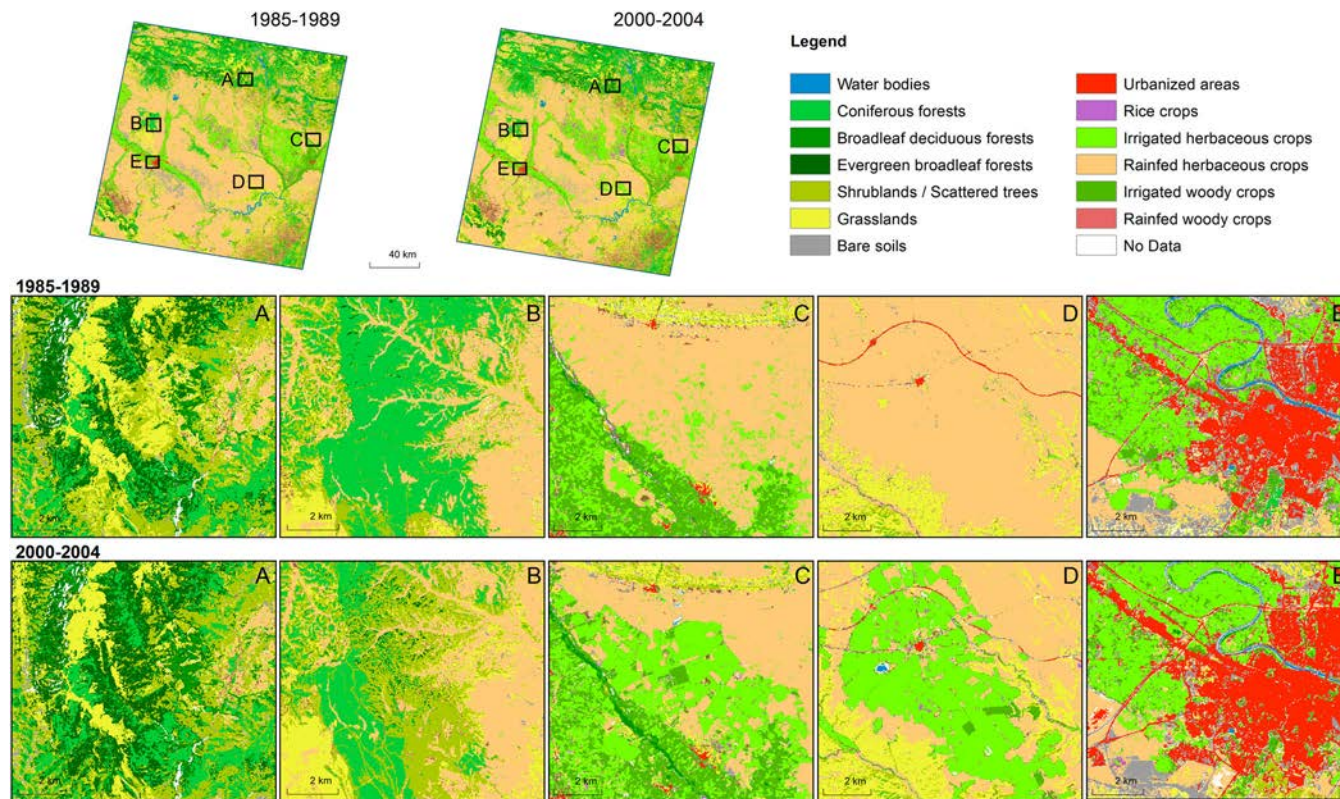 1985-1989
2000-2004
A
B
C
E
D
A
B
C
E
D
40 km
Legend
Water bodies
Coniferous forests
Broadleaf deciduous forests
Evergreen broadleaf forests
Shrublands / Scattered trees
Grasslands
Bare soils
Urbanized areas
Rice crops
Irrigated herbaceous crops
Rainfed herbaceous crops
Irrigated woody crops
Rainfed woody crops
No Data
1985-1989
A
B
C
D
E
2 km
2 km
2 km
2 km
2 km
2000-2004
A
B
C
D
E
2 km
2 km
2 km
2 km
2 km